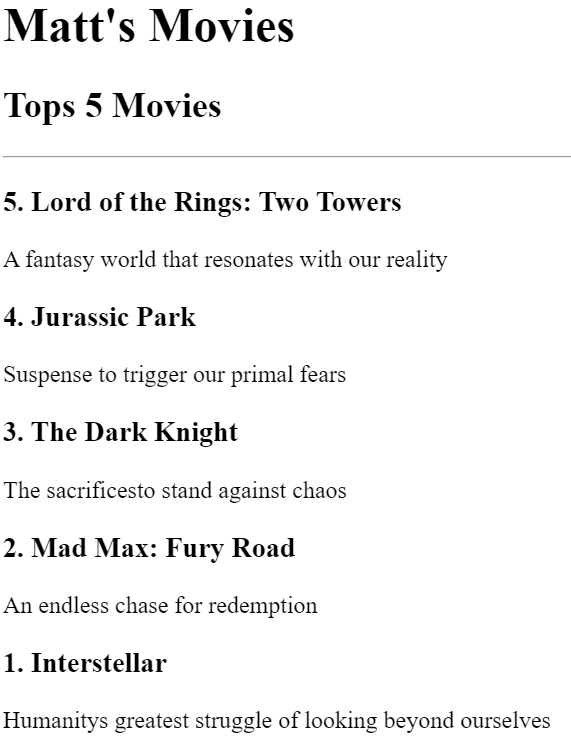 Matt's Movies
Tops 5 Movies
5. Lord of the Rings: Two Towers
A fantasy world that resonates with our reality
4. Jurassic Park
Suspense to trigger our primal fears
3. The Dark Knight
The sacrificesto stand against chaos
2. Mad Max: Fury Road
An endless chase for redemption
1. Interstellar
Humanitys greatest struggle of looking beyond ourselves